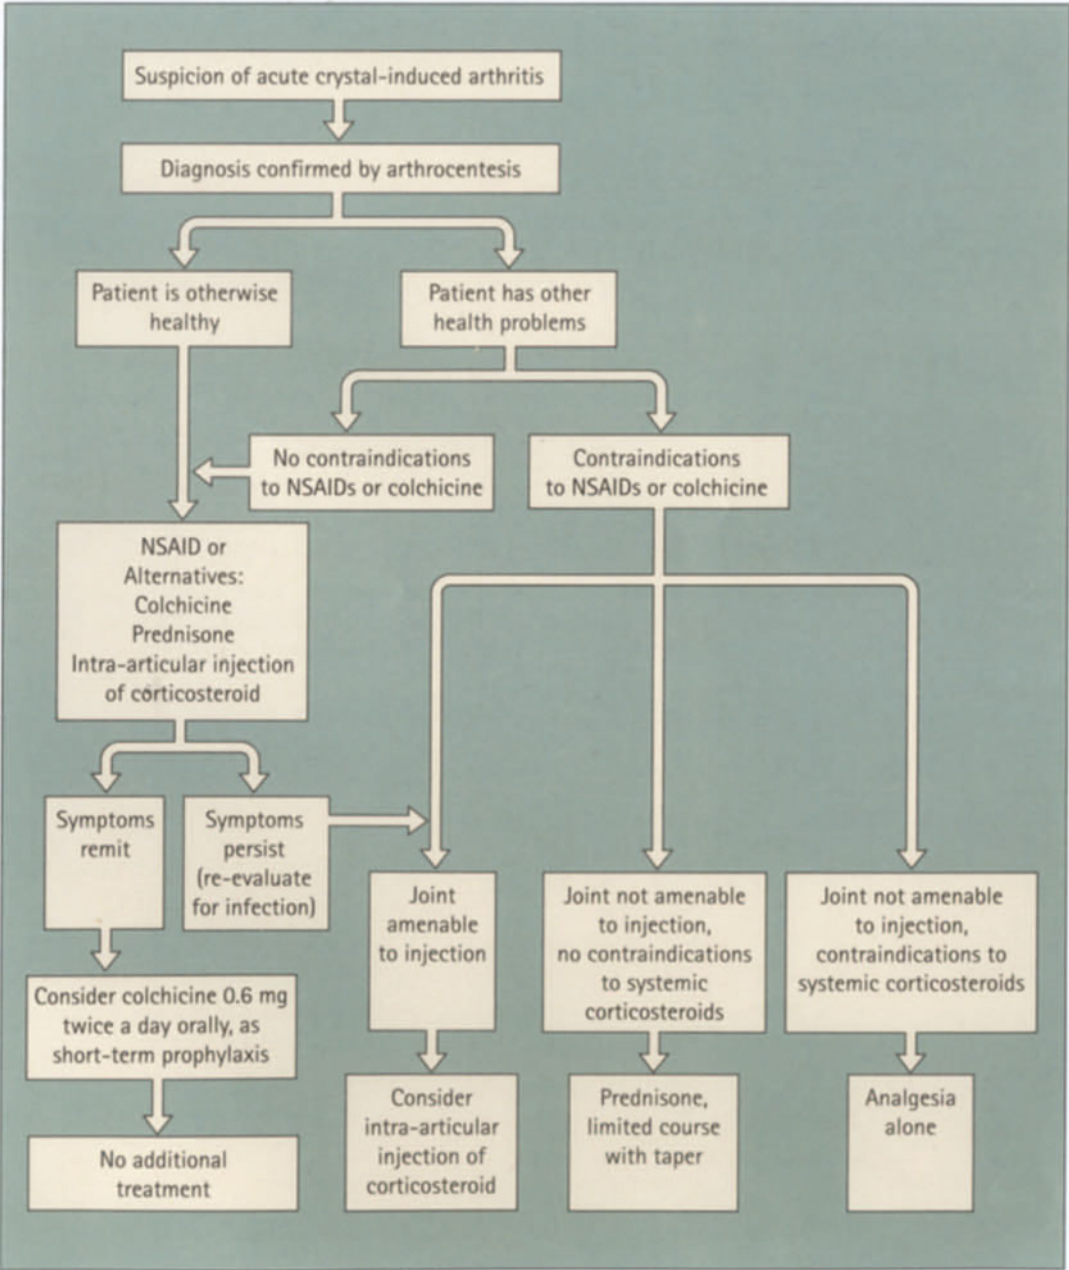 Suspicion of acute crystal-induced arthritis
Diagnosis confirmed by arthrocentesis
Patient is otherwise
healthy
Patient has other
health problems
No contraindications
to NSAIDs or colchicine
Contraindications
to NSAIDs or colchicine
NSAID or
Alternatives:
Colchicine
Prednisone
Intra-articular injection
of corticosteroid
Symptoms
remit
Symptoms
persist
(re-evaluate
for infection)
Joint
amenable
to injection
Joint not amenable
to injection,
no contraindications
to systemic
corticosteroids
Joint not amenable
to injection,
contraindications to
systemic corticosteroids
Consider colchicine 0.6 mg
twice a day orally, as
short-term prophylaxis
Consider
intra-articular
injection of
corticosteroid
Prednisone,
limited course
with taper
Analgesia
alone
No additional
treatment